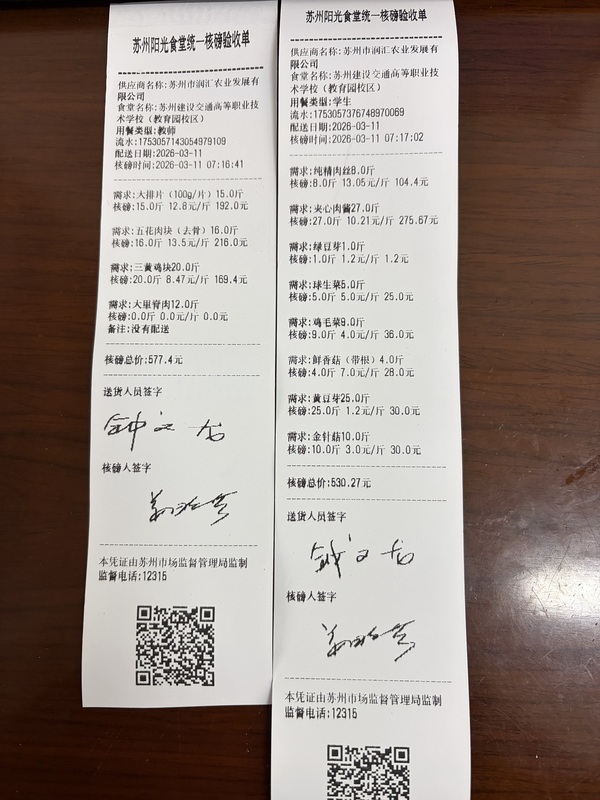 苏州阳光食堂统一核磅验收单
供应商名称:苏州市润汇农业发展有
限公司
食堂名称:苏州建设交通高等职业技
术学校(教育园校区)
用餐类型:教师
流水:1753057143054979109
配送日期:2026-03-11
核磅时间:2026-03-11 07:16:41
需求:大排片(100g/片)15.0斤
核磅:15.0斤 12.8元/斤 192.0元
需求:五花肉块(去骨)16.0斤
核磅:16.0斤 13.5元/斤 216.0元
需求:三黄鸡块20.0斤
核磅:20.0斤 8.47元/斤 169.4元
需求:大里脊肉12.0斤
核磅:0.0斤 0.0元/斤 0.0元
备注:没有配送
核磅总价:577.4元
送货人员签字
核磅人签字
本凭证由苏州市场监督管理局监制
监督电话:12315
苏州阳光食堂统一核磅验收单
供应商名称:苏州市润汇农业发展有
限公司
食堂名称:苏州建设交通高等职业技
术学校(教育园校区)
用餐类型:学生
流水:1753057376748970069
配送日期:2026-03-11
核磅时间:2026-03-11 07:17:02
需求:纯精肉丝8.0斤
核磅:8.0斤 13.05元/斤 104.4元
需求:夹心肉酱27.0斤
核磅:27.0斤 10.21元/斤 275.67元
需求:绿豆芽1.0斤
核磅:1.0斤 1.2元/斤 1.2元
需求:球生菜5.0斤
核磅:5.0斤 5.0元/斤 25.0元
需求:鸡毛菜9.0斤
核磅:9.0斤 4.0元/斤 36.0元
需求:鲜香菇(带根)4.0斤
核磅:4.0斤 7.0元/斤 28.0元
需求:黄豆芽25.0斤
核磅:25.0斤 1.2元/斤 30.0元
需求:金针菇10.0斤
核磅:10.0斤 3.0元/斤 30.0元
核磅总价:530.27元
送货人员签字
核磅人签字
本凭证由苏州市场监督管理局监制
监督电话:12315